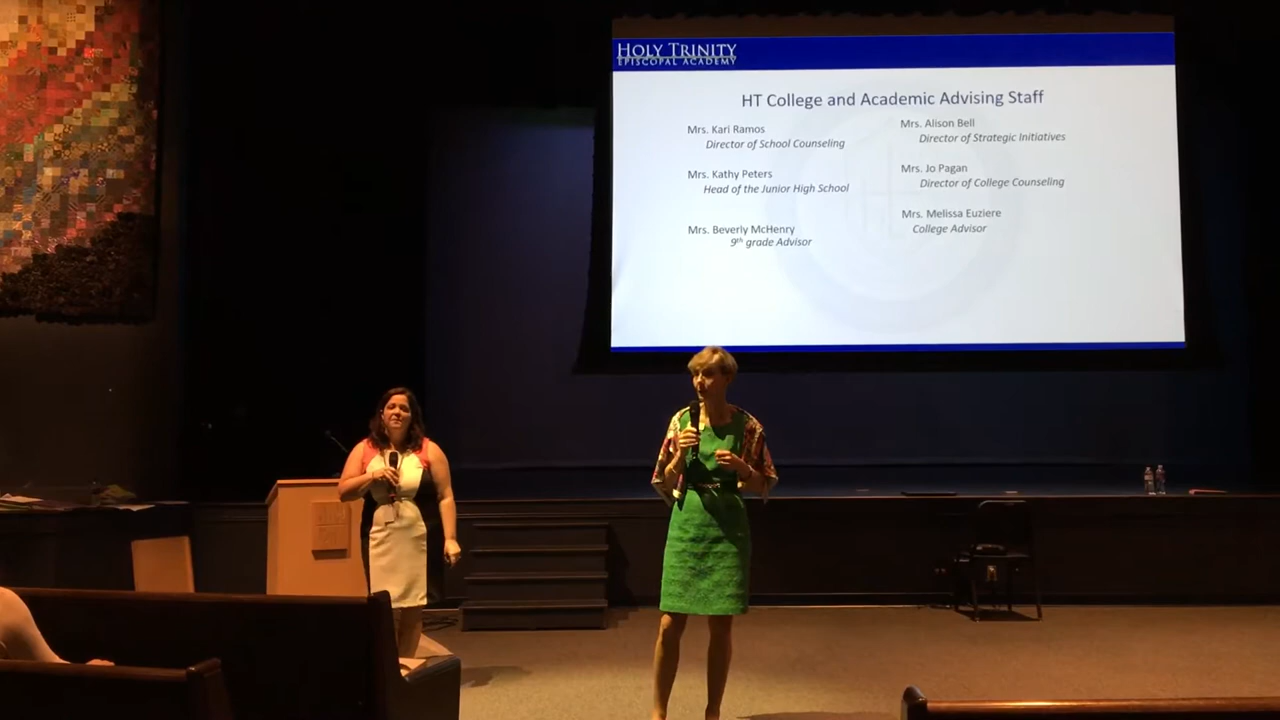 HOLY TRINITY
EPISCOPAL ACADEMY
HT College and Academic Advising Staff
Mrs. Kari Ramos
Director of School Counseling
Mrs. Kathy Peters
Head of the Junior High School
Mrs. Beverly McHenry
9th grade Advisor
Mrs. Alison Bell
Director of Strategic Initiatives
Mrs. Jo Pagan
Director of College Counseling
Mrs. Melissa Euziere
College Advisor